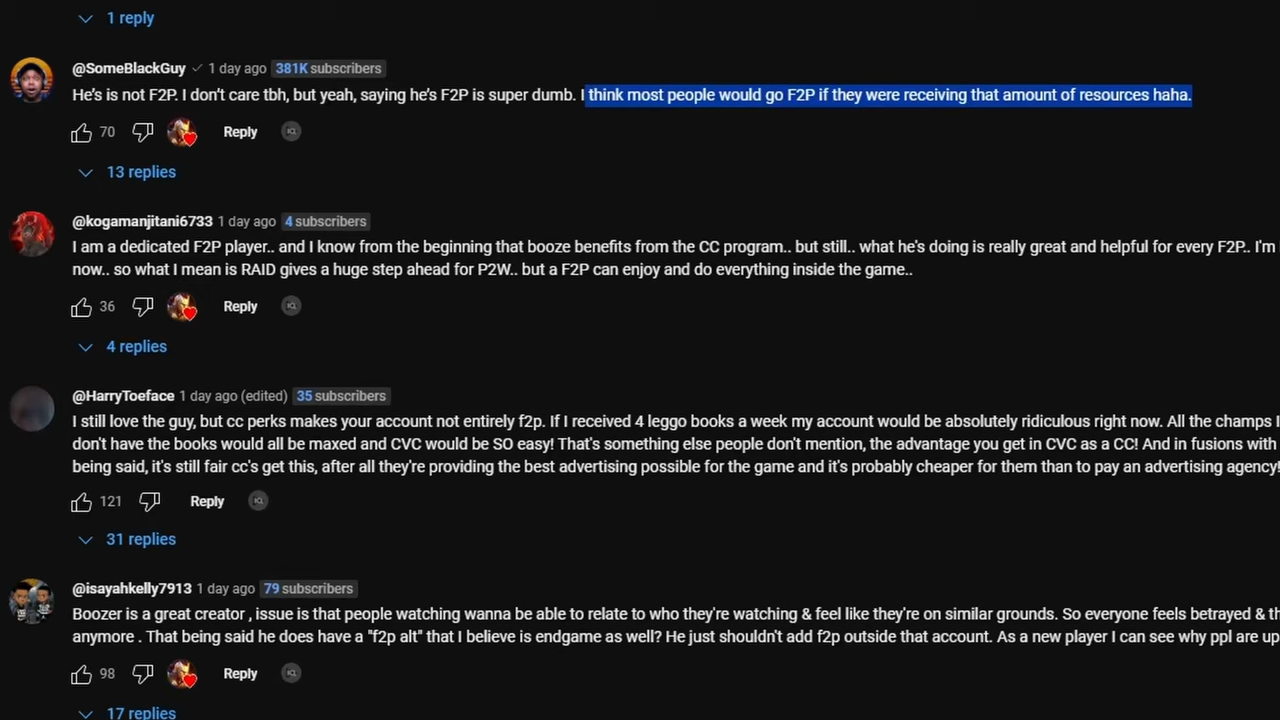 1 reply
@SomeBlackGuy 1 day ago 381K subscribers
He's is not F2P. I don't care tbh, but yeah, saying he's F2P is super dumb. I think most people would go F2P if they were receiving that amount of resources haha.
70 Reply
13 replies
@kogamanjitani6733 1 day ago 4 subscribers
I am a dedicated F2P player.. and I know from the beginning that booze benefits from the CC program.. but still.. what he's doing is really great and helpful for every F2P.. I'm
now.. so what I mean is RAID gives a huge step ahead for P2W.. but a F2P can enjoy and do everything inside the game..
36 Reply
4 replies
@HarryToeface 1 day ago (edited) 35 subscribers
I still love the guy, but cc perks makes your account not entirely f2p. If I received 4 leggo books a week my account would be absolutely ridiculous right now. All the champs I
don't have the books would all be maxed and CVC would be SO easy! That's something else people don't mention, the advantage you get in CVC as a CC! And in fusions with
being said, it's still fair cc's get this, after all they're providing the best advertising possible for the game and it's probably cheaper for them than to pay an advertising agency!
121 Reply
31 replies
@isayahkelly7913 1 day ago 79 subscribers
Boozer is a great creator , issue is that people watching wanna be able to relate to who they're watching & feel like they're on similar grounds. So everyone feels betrayed & th
anymore . That being said he does have a "f2p alt" that I believe is endgame as well? He just shouldn't add f2p outside that account. As a new player I can see why ppl are up
98 Reply
17 replies